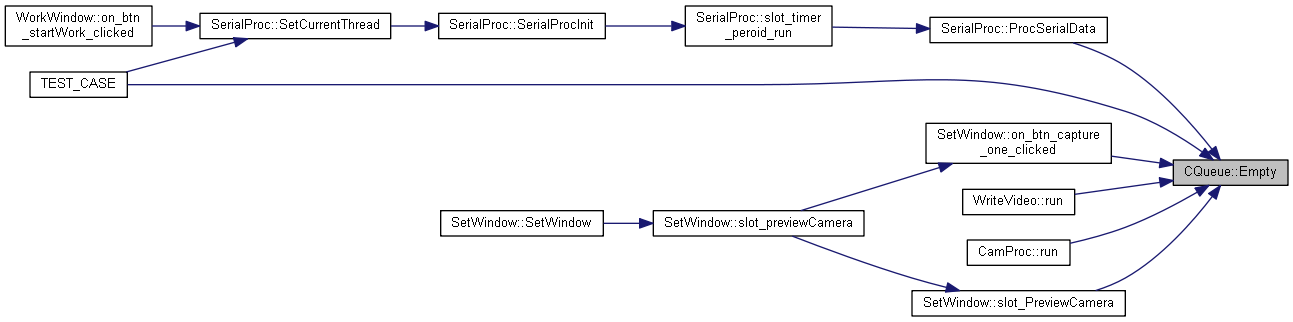 WorkWindow::on_btn
_startWork_clicked
SerialProc::SetCurrentThread
SerialProc::SerialProcInit
SerialProc::slot_timer
_peroid_run
SerialProc::ProcSerialData
TEST_CASE
SetWindow::on_btn_capture
_one_clicked
CQueue::Empty
WriteVideo::run
SetWindow::SetWindow
SetWindow::slot_previewCamera
CamProc::run
SetWindow::slot_PreviewCamera